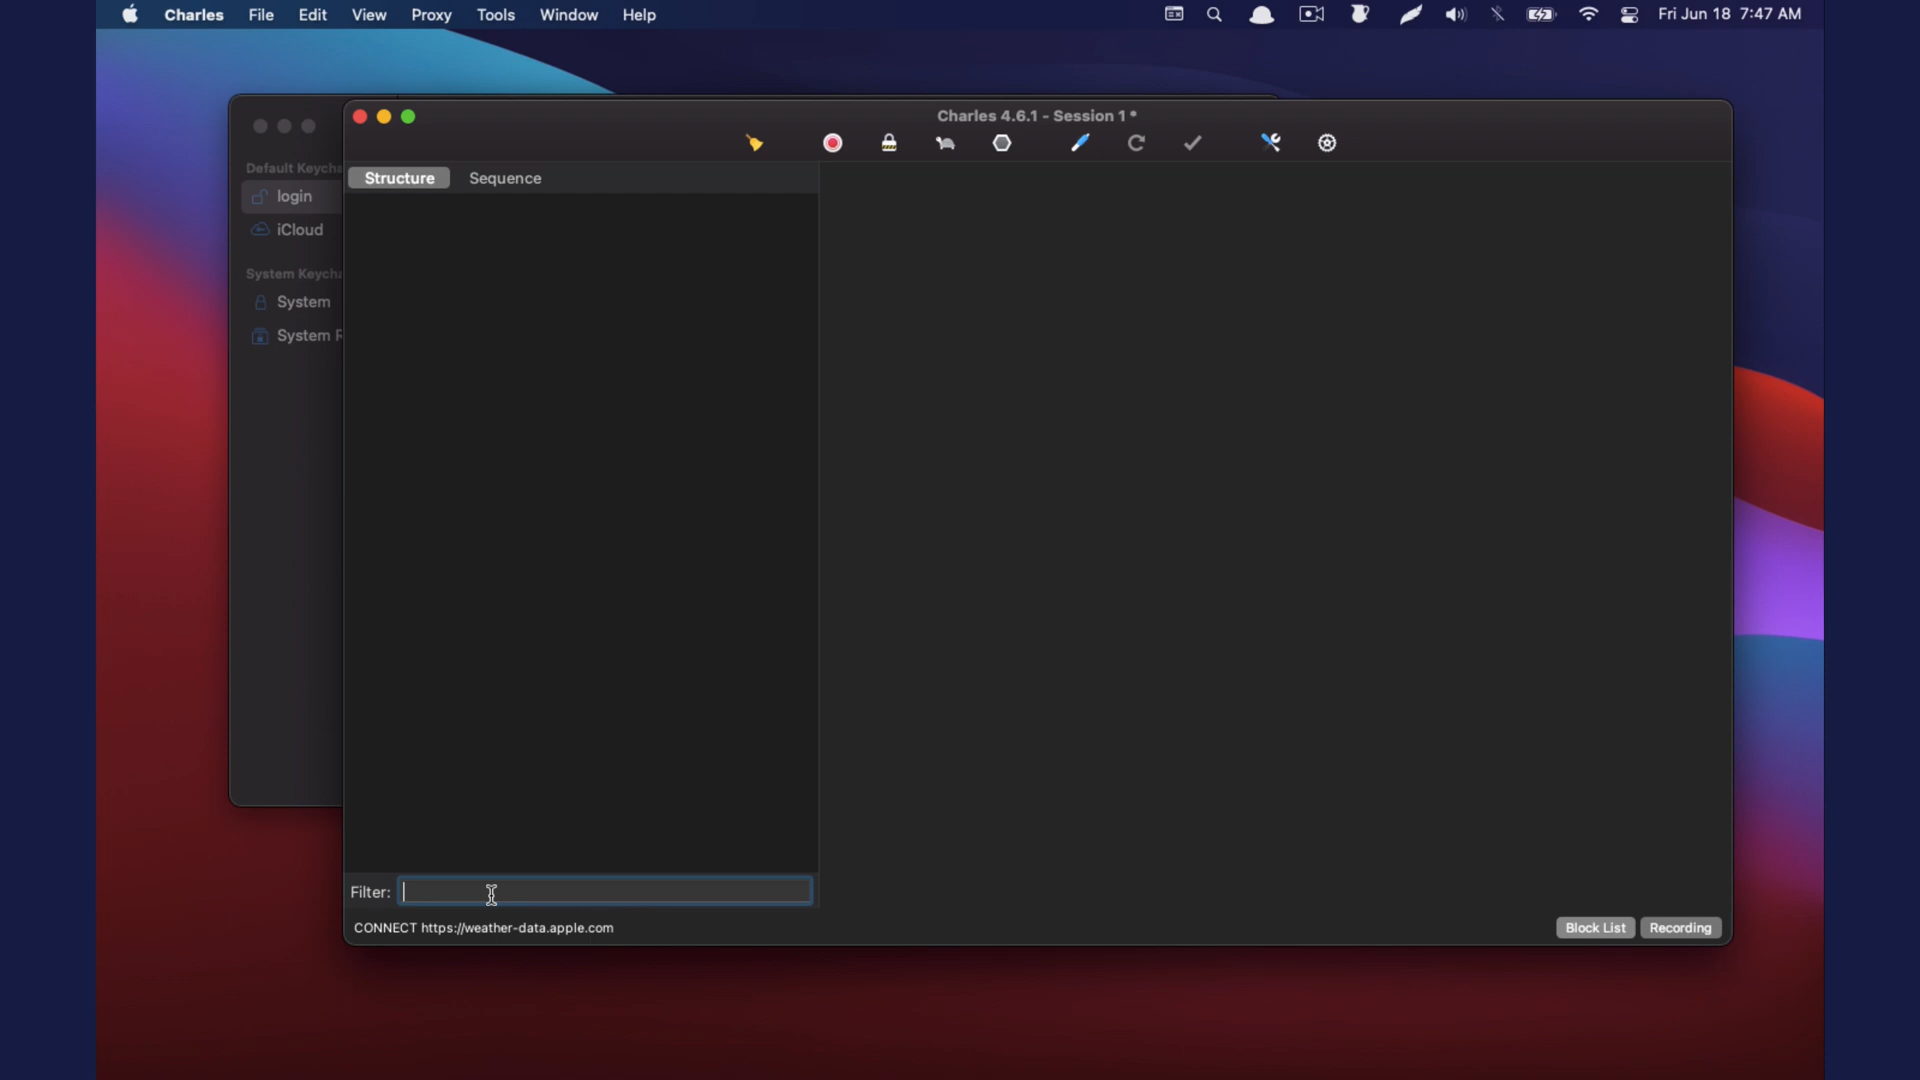 Charles File Edit View Proxy Tools Window Help Fri Jun 18 7:47 AM
Charles 4.6.1 - Session 1 *
Default Keycha
login
iCloud
System Keycha
System
System R
Structure Sequence
Filter:
CONNECT https://weather-data.apple.com Block List Recording